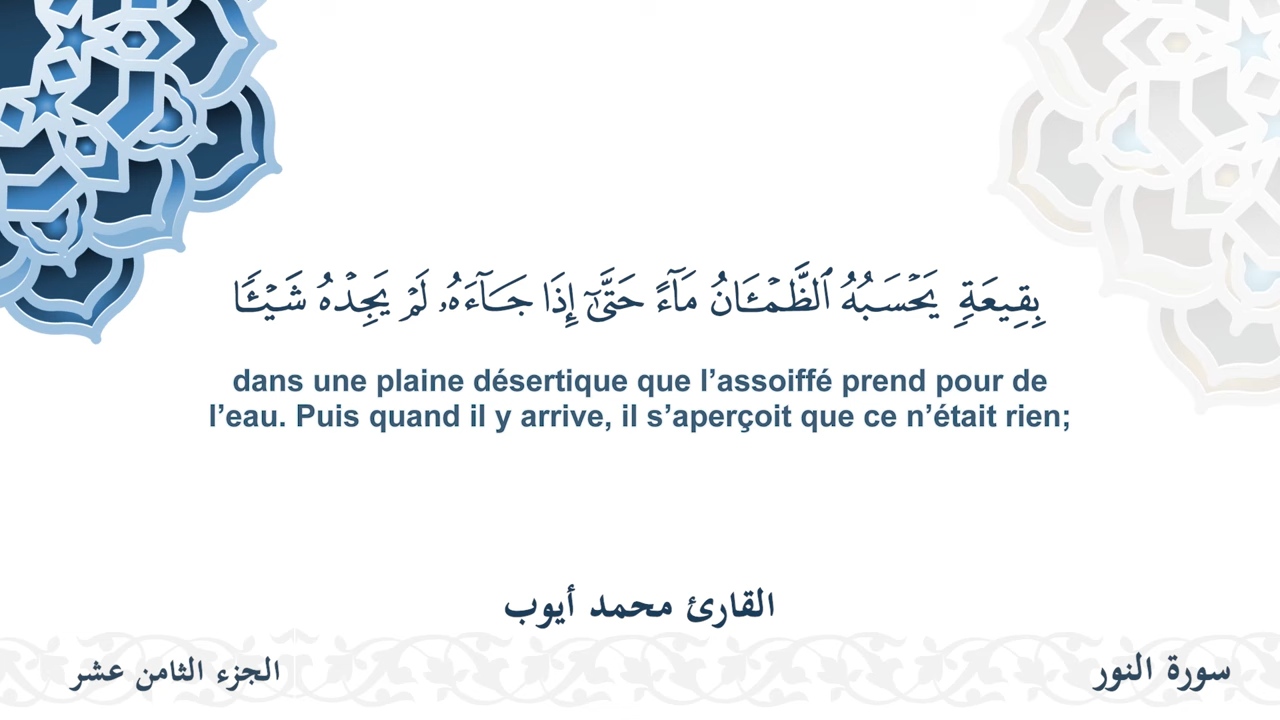 بِقِيعَةٍ يَحْسَبُهُ ٱلظَّمْـَٔانُ مَآءً حَتَّىٰٓ إِذَا جَآءَهُۥ لَمْ يَجِدْهُ شَيْـًٔا
dans une plaine désertique que l’assoiffé prend pour de
l’eau. Puis quand il y arrive, il s’aperçoit que ce n’était rien;
القارئ محمد أيوب
سورة النور
الجزء الثامن عشر